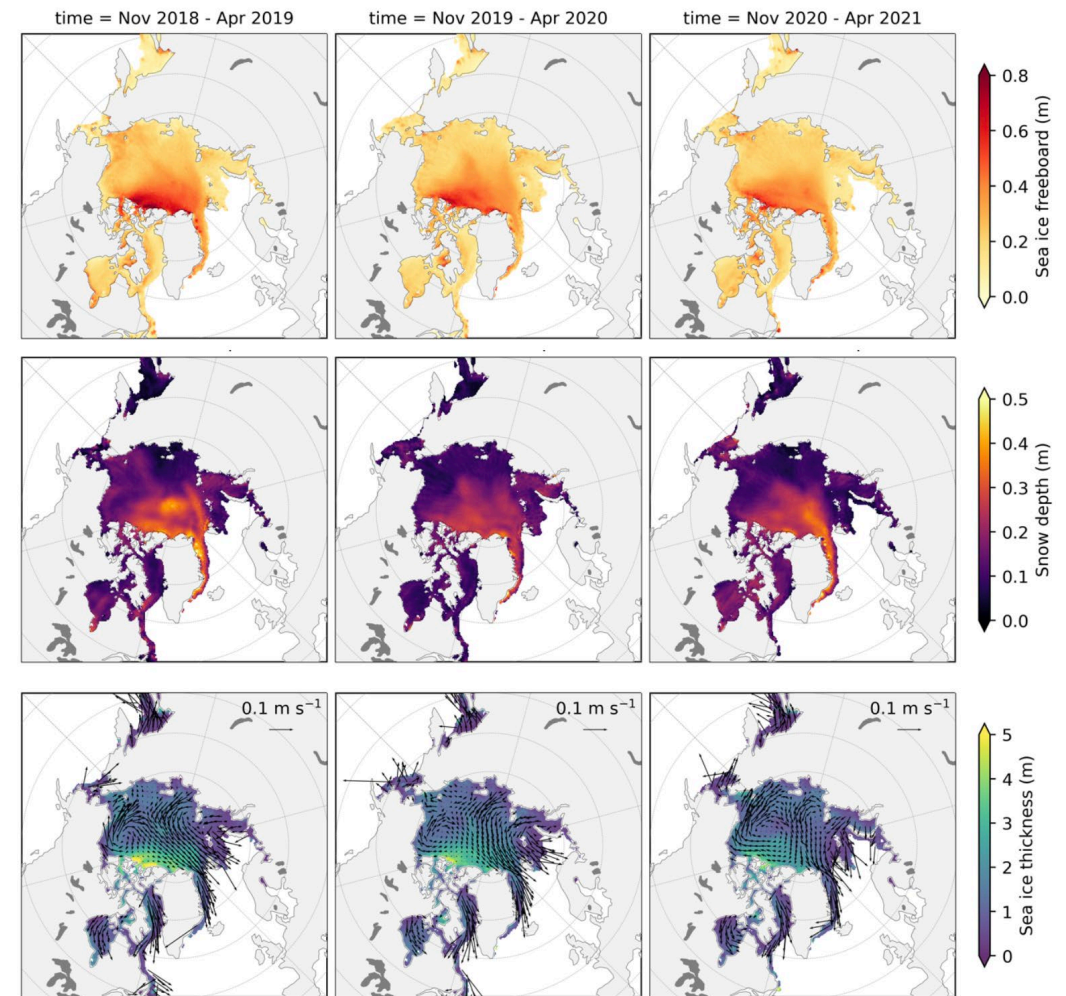 time = Nov 2018 - Apr 2019
time = Nov 2019 - Apr 2020
time = Nov 2020 - Apr 2021
0.8
0.6
0.4
0.2
0.0
Sea ice freeboard (m)
0.5
0.4
0.3
0.2
0.1
0.0
Snow depth (m)
0.1 m s⁻¹
0.1 m s⁻¹
0.1 m s⁻¹
5
4
3
2
1
0
Sea ice thickness (m)